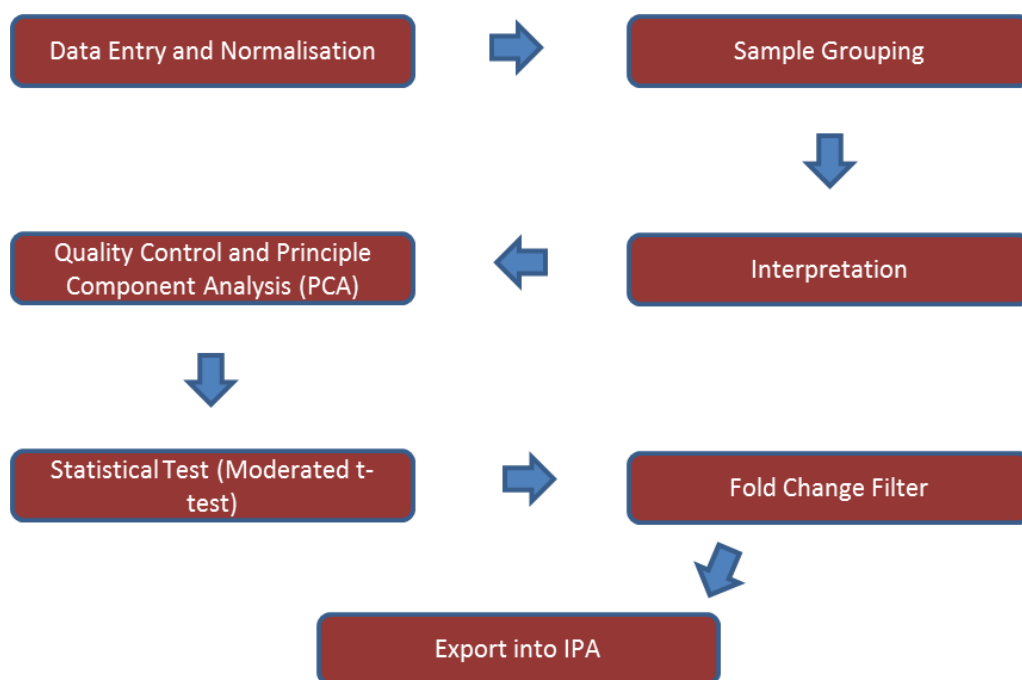 Data Entry and Normalisation
Sample Grouping
Interpretation
Quality Control and Principle
Component Analysis (PCA)
Statistical Test (Moderated t-
test)
Fold Change Filter
Export into IPA